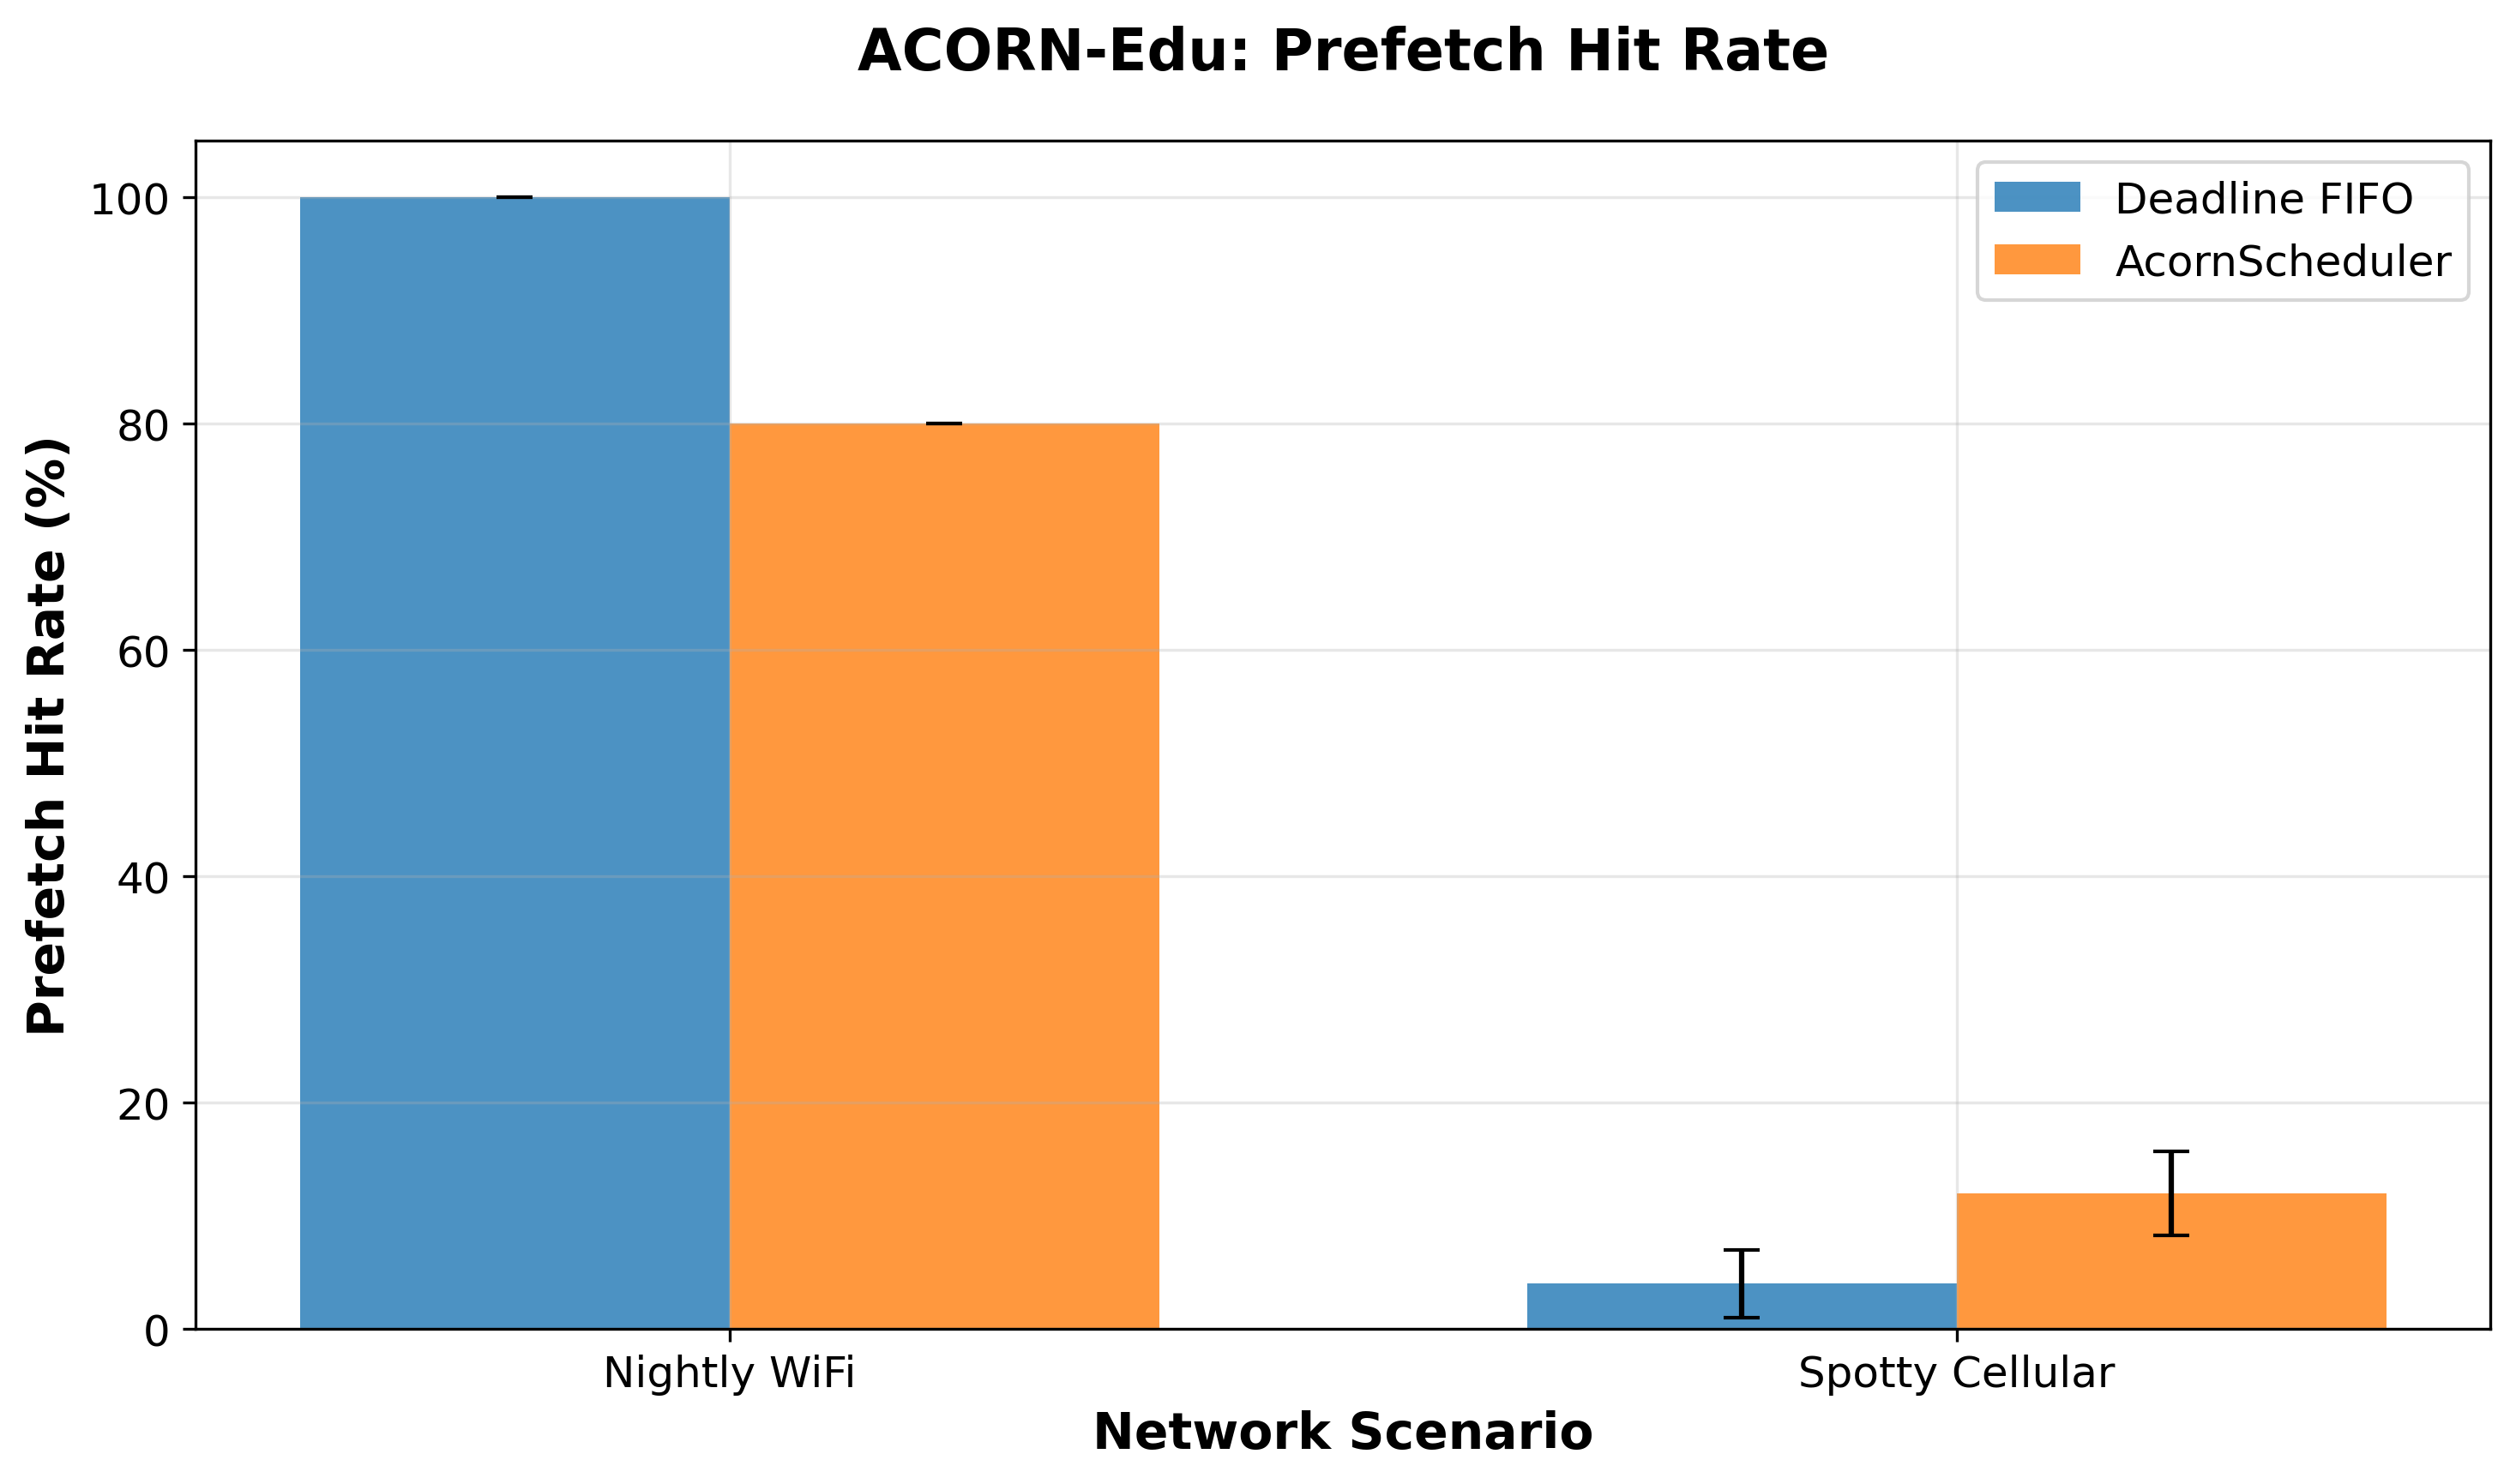 ACORN-Edu: Prefetch Hit Rate
Deadline FIFO
AcornScheduler
Prefetch Hit Rate (%)
100
80
60
40
20
0
Nightly WiFi
Spotty Cellular
Network Scenario